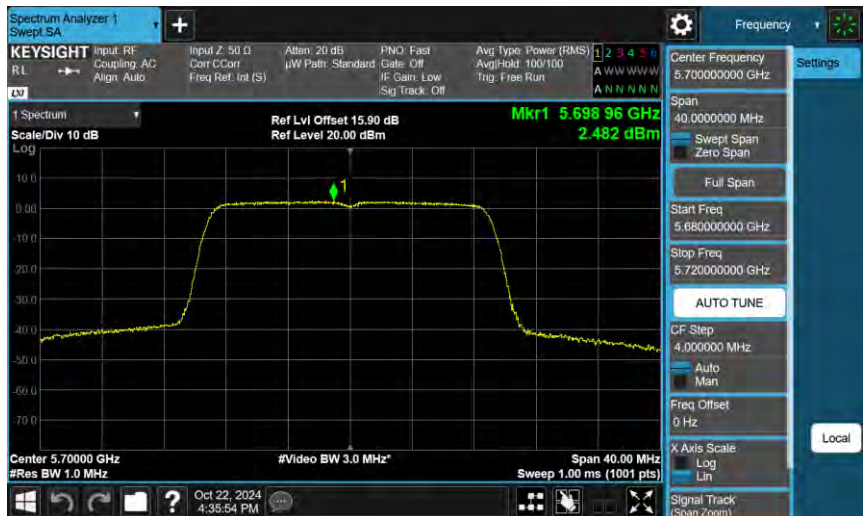 Spectrum Analyzer 1
Swept SA
+
Frequency
KEYSIGHT
RL
LXI
Input: RF
Coupling: AC
Align: Auto
Input Z: 50 Ω
Corr CCorr
Freq Ref: Int (S)
Atten: 20 dB
µW Path: Standard
PNO: Fast
Gate: Off
IF Gain: Low
Sig Track: Off
Avg Type: Power (RMS)
Avg|Hold: 100/100
Trig: Free Run
1 2 3 4 5 6
A W W W W W
A N N N N N
1 Spectrum
Scale/Div 10 dB
Ref Lvl Offset 15.90 dB
Ref Level 20.00 dBm
Mkr1 5.698 96 GHz
2.482 dBm
Log
10.0
0.00
-10.0
-20.0
-30.0
-40.0
-50.0
-60.0
-70.0
1
Center 5.70000 GHz
#Res BW 1.0 MHz
#Video BW 3.0 MHz*
Span 40.00 MHz
Sweep 1.00 ms (1001 pts)
?
Oct 22, 2024
4:35:54 PM
Center Frequency
5.700000000 GHz
Span
40.0000000 MHz
Swept Span
Zero Span
Full Span
Start Freq
5.680000000 GHz
Stop Freq
5.720000000 GHz
AUTO TUNE
CF Step
4.000000 MHz
Auto
Man
Freq Offset
0 Hz
X Axis Scale
Log
Lin
Signal Track
(Span Zoom)
Settings
Local